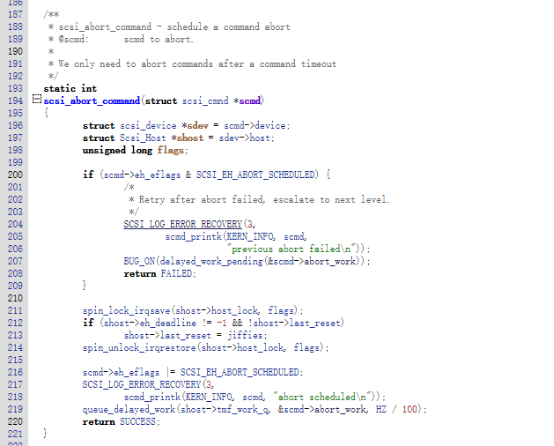 186
187 /**
188 * scsi_abort_command - schedule a command abort
189 * @scmd: scmd to abort.
190 *
191 * We only need to abort commands after a command timeout
192 */
193 static int
194 scsi_abort_command(struct scsi_cmnd *scmd)
195 {
196 struct scsi_device *sdev = scmd->device;
197 struct Scsi_Host *shost = sdev->host;
198 unsigned long flags;
199
200 if (scmd->eh_eflags & SCSI_EH_ABORT_SCHEDULED) {
201 /*
202 * Retry after abort failed, escalate to next level.
203 */
204 SCSI_LOG_ERROR_RECOVERY(3,
205 scmd_printk(KERN_INFO, scmd,
206 "previous abort failed\n"));
207 BUG_ON(delayed_work_pending(&scmd->abort_work));
208 return FAILED;
209 }
210
211 spin_lock_irqsave(shost->host_lock, flags);
212 if (shost->eh_deadline != -1 && !shost->last_reset)
213 shost->last_reset = jiffies;
214 spin_unlock_irqrestore(shost->host_lock, flags);
215
216 scmd->eh_eflags |= SCSI_EH_ABORT_SCHEDULED;
217 SCSI_LOG_ERROR_RECOVERY(3,
218 scmd_printk(KERN_INFO, scmd, "abort scheduled\n"));
219 queue_delayed_work(shost->tmf_work_q, &scmd->abort_work, HZ / 100);
220 return SUCCESS;
221 }